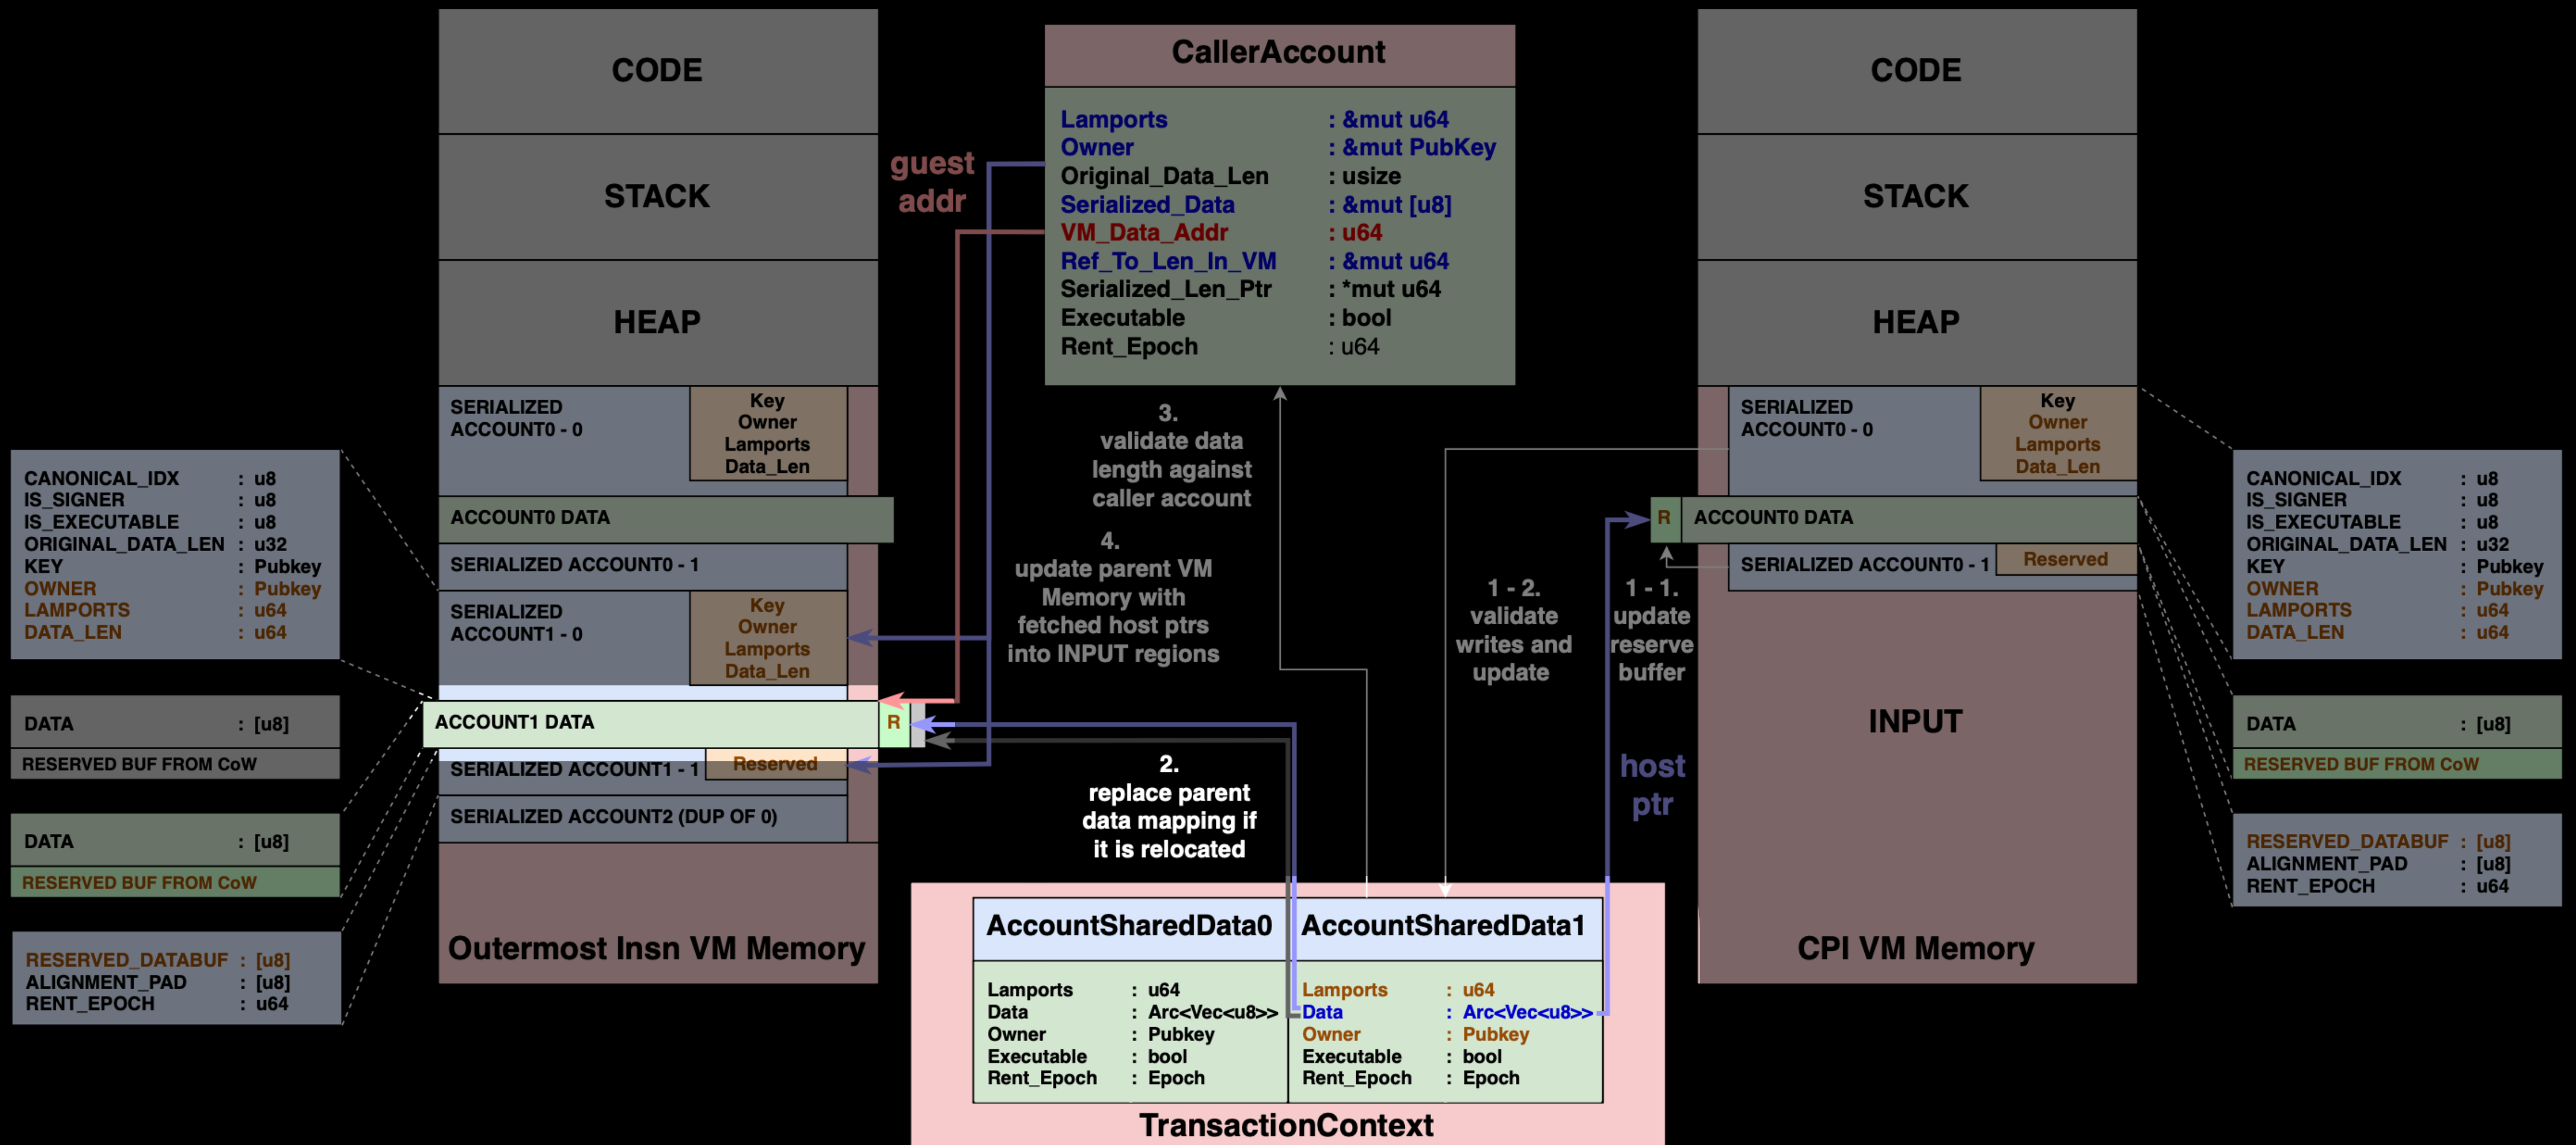 CODE
STACK
HEAP
SERIALIZED
ACCOUNT0 - 0
Key
Owner
Lamports
Data_Len
ACCOUNT0 DATA
SERIALIZED ACCOUNT0 - 1
SERIALIZED
ACCOUNT1 - 0
Key
Owner
Lamports
Data_Len
ACCOUNT1 DATA
R
SERIALIZED ACCOUNT1 - 1
Reserved
SERIALIZED ACCOUNT2 (DUP OF 0)
Outermost Insn VM Memory
CANONICAL_IDX : u8
IS_SIGNER : u8
IS_EXECUTABLE : u8
ORIGINAL_DATA_LEN : u32
KEY : Pubkey
OWNER : Pubkey
LAMPORTS : u64
DATA_LEN : u64
DATA : [u8]
RESERVED BUF FROM CoW
DATA : [u8]
RESERVED BUF FROM CoW
RESERVED_DATABUF : [u8]
ALIGNMENT_PAD : [u8]
RENT_EPOCH : u64
guest
addr
CallerAccount
Lamports : &mut u64
Owner : &mut PubKey
Original_Data_Len : usize
Serialized_Data : &mut [u8]
VM_Data_Addr : u64
Ref_To_Len_In_VM : &mut u64
Serialized_Len_Ptr : *mut u64
Executable : bool
Rent_Epoch : u64
3.
validate data
length against
caller account
4.
update parent VM
Memory with
fetched host ptrs
into INPUT regions
2.
replace parent
data mapping if
it is relocated
1 - 2.
validate
writes and
update
1 - 1.
update
reserve
buffer
host
ptr
AccountSharedData0
Lamports : u64
Data : Arc<Vec<u8>>
Owner : Pubkey
Executable : bool
Rent_Epoch : Epoch
AccountSharedData1
Lamports : u64
Data : Arc<Vec<u8>>
Owner : Pubkey
Executable : bool
Rent_Epoch : Epoch
TransactionContext
CODE
STACK
HEAP
SERIALIZED
ACCOUNT0 - 0
Key
Owner
Lamports
Data_Len
R
ACCOUNT0 DATA
SERIALIZED ACCOUNT0 - 1
Reserved
INPUT
CPI VM Memory
CANONICAL_IDX : u8
IS_SIGNER : u8
IS_EXECUTABLE : u8
ORIGINAL_DATA_LEN : u32
KEY : Pubkey
OWNER : Pubkey
LAMPORTS : u64
DATA_LEN : u64
DATA : [u8]
RESERVED BUF FROM CoW
RESERVED_DATABUF : [u8]
ALIGNMENT_PAD : [u8]
RENT_EPOCH : u64